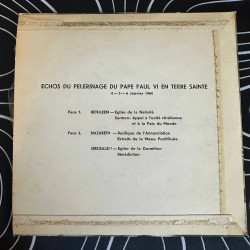 ECHOS DU PELERINAGE DU PAPE PAUL VI EN TERRE SAINTE
4 — 5 — 6 Janvier 1964
Face 1. BETHLEEM — Eglise de la Nativité
Sermon: Appel à l'unité chrétienne
et à la Paix du Monde
Face 2. NAZARETH — Basilique de l'Annonciation
Extraits de la Messe Pontificale
JERUSALEM — Eglise de la Dormition
Bénédiction